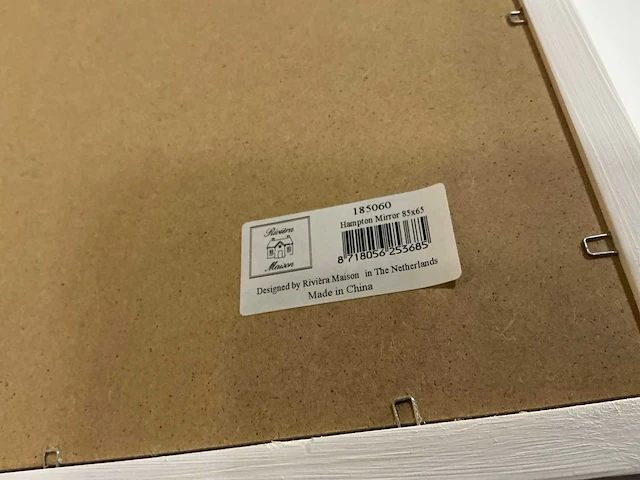 Rivièra
Maison
185060
Hampton Mirror 85x65
8 718056 253685
Designed by Rivièra Maison in The Netherlands
Made in China